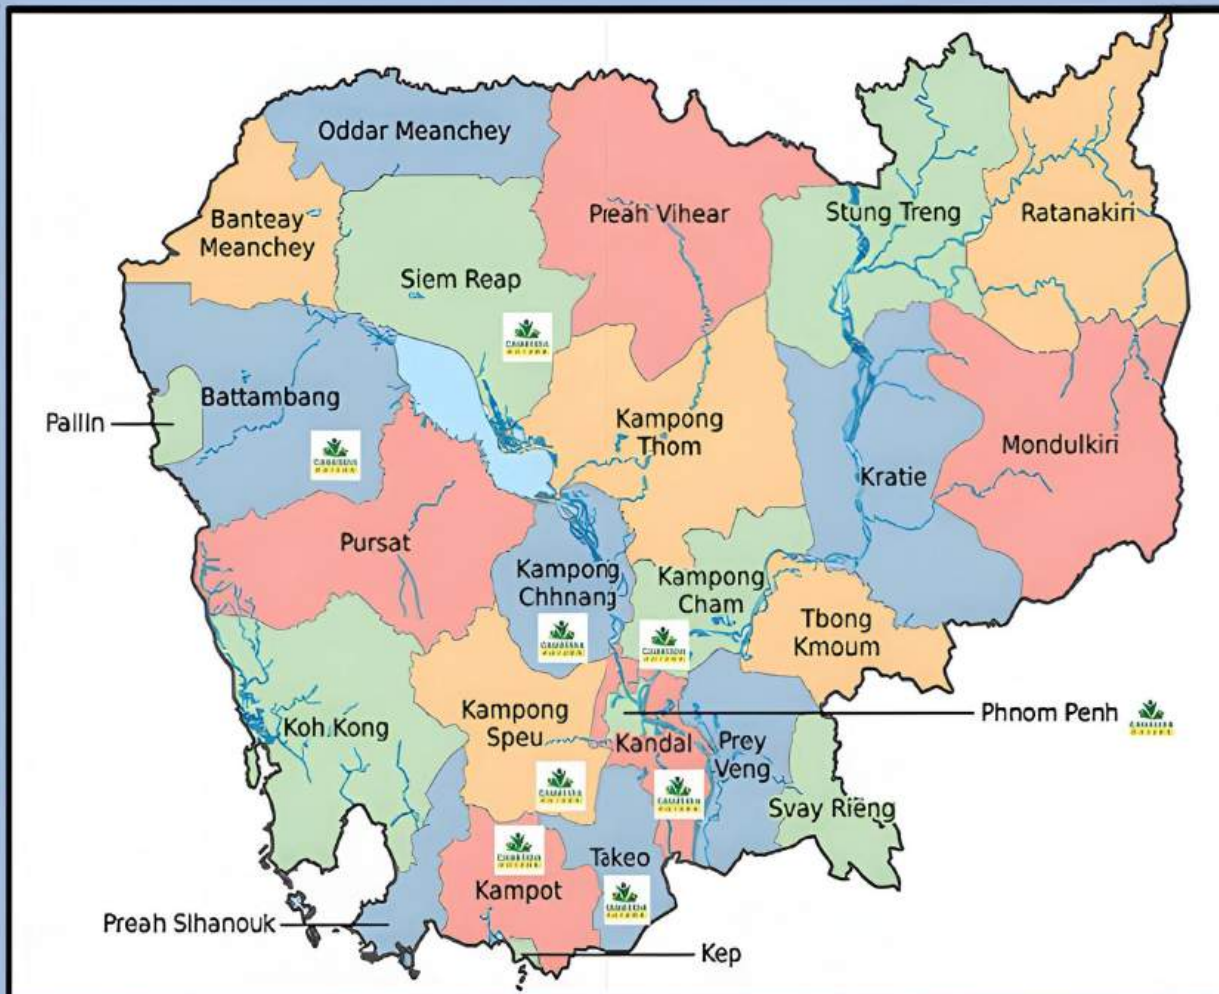 Oddar Meanchey
Banteay
Meanchey
Siem Reap
Preah Vihear
Stung Treng
Ratanakiri
Pailin
Battambang
Kampong
Thom
Kratie
Mondulkiri
Pursat
Kampong
Chhnang
Kampong
Cham
Tbong
Kmoum
Koh Kong
Kampong
Speu
Kandal
Prey
Veng
Phnom Penh
Svay Rieng
Takeo
Kampot
Preah Sihanouk
Kep